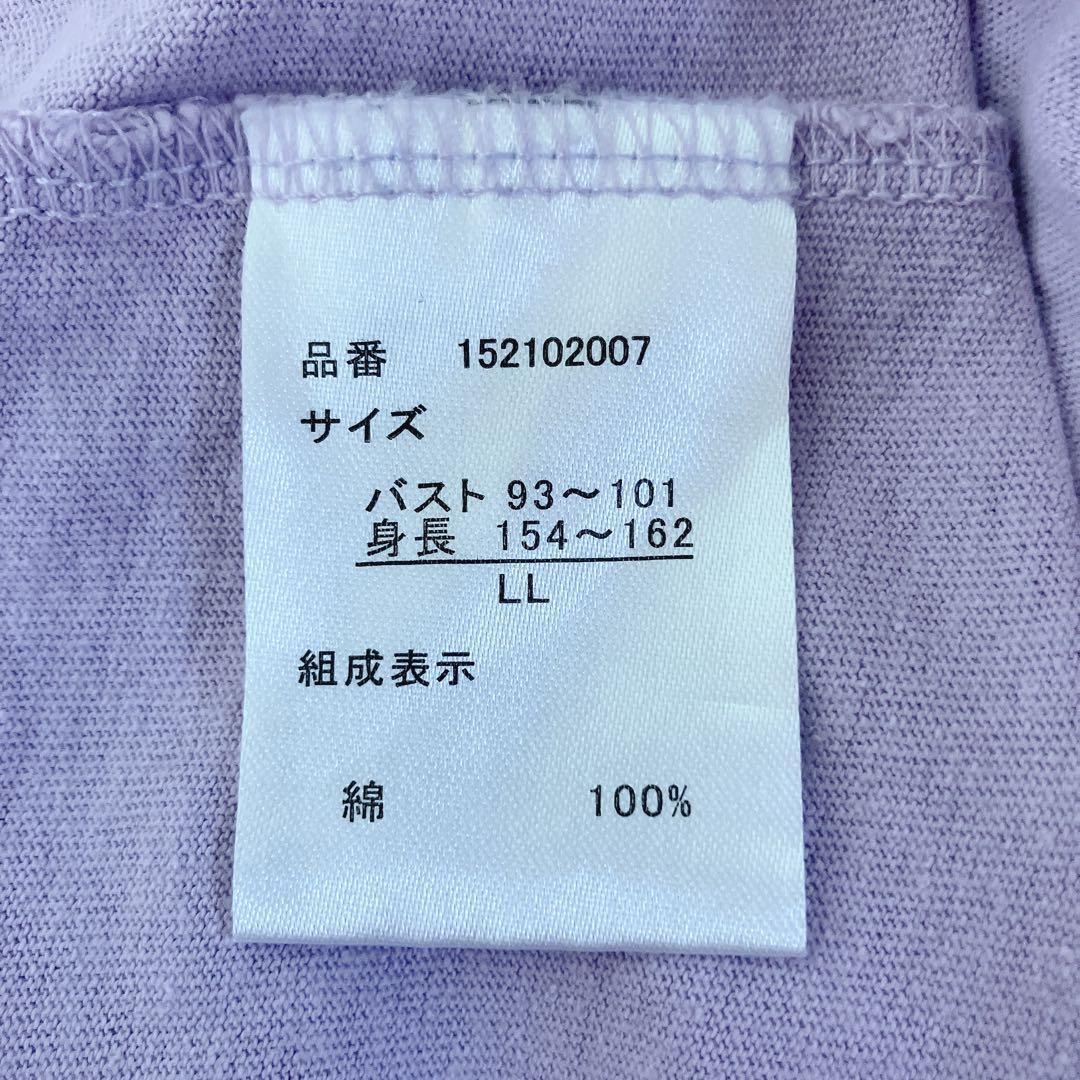 品番 152102007
サイズ
バスト 93～101
身長 154～162
LL
組成表示
綿 100%